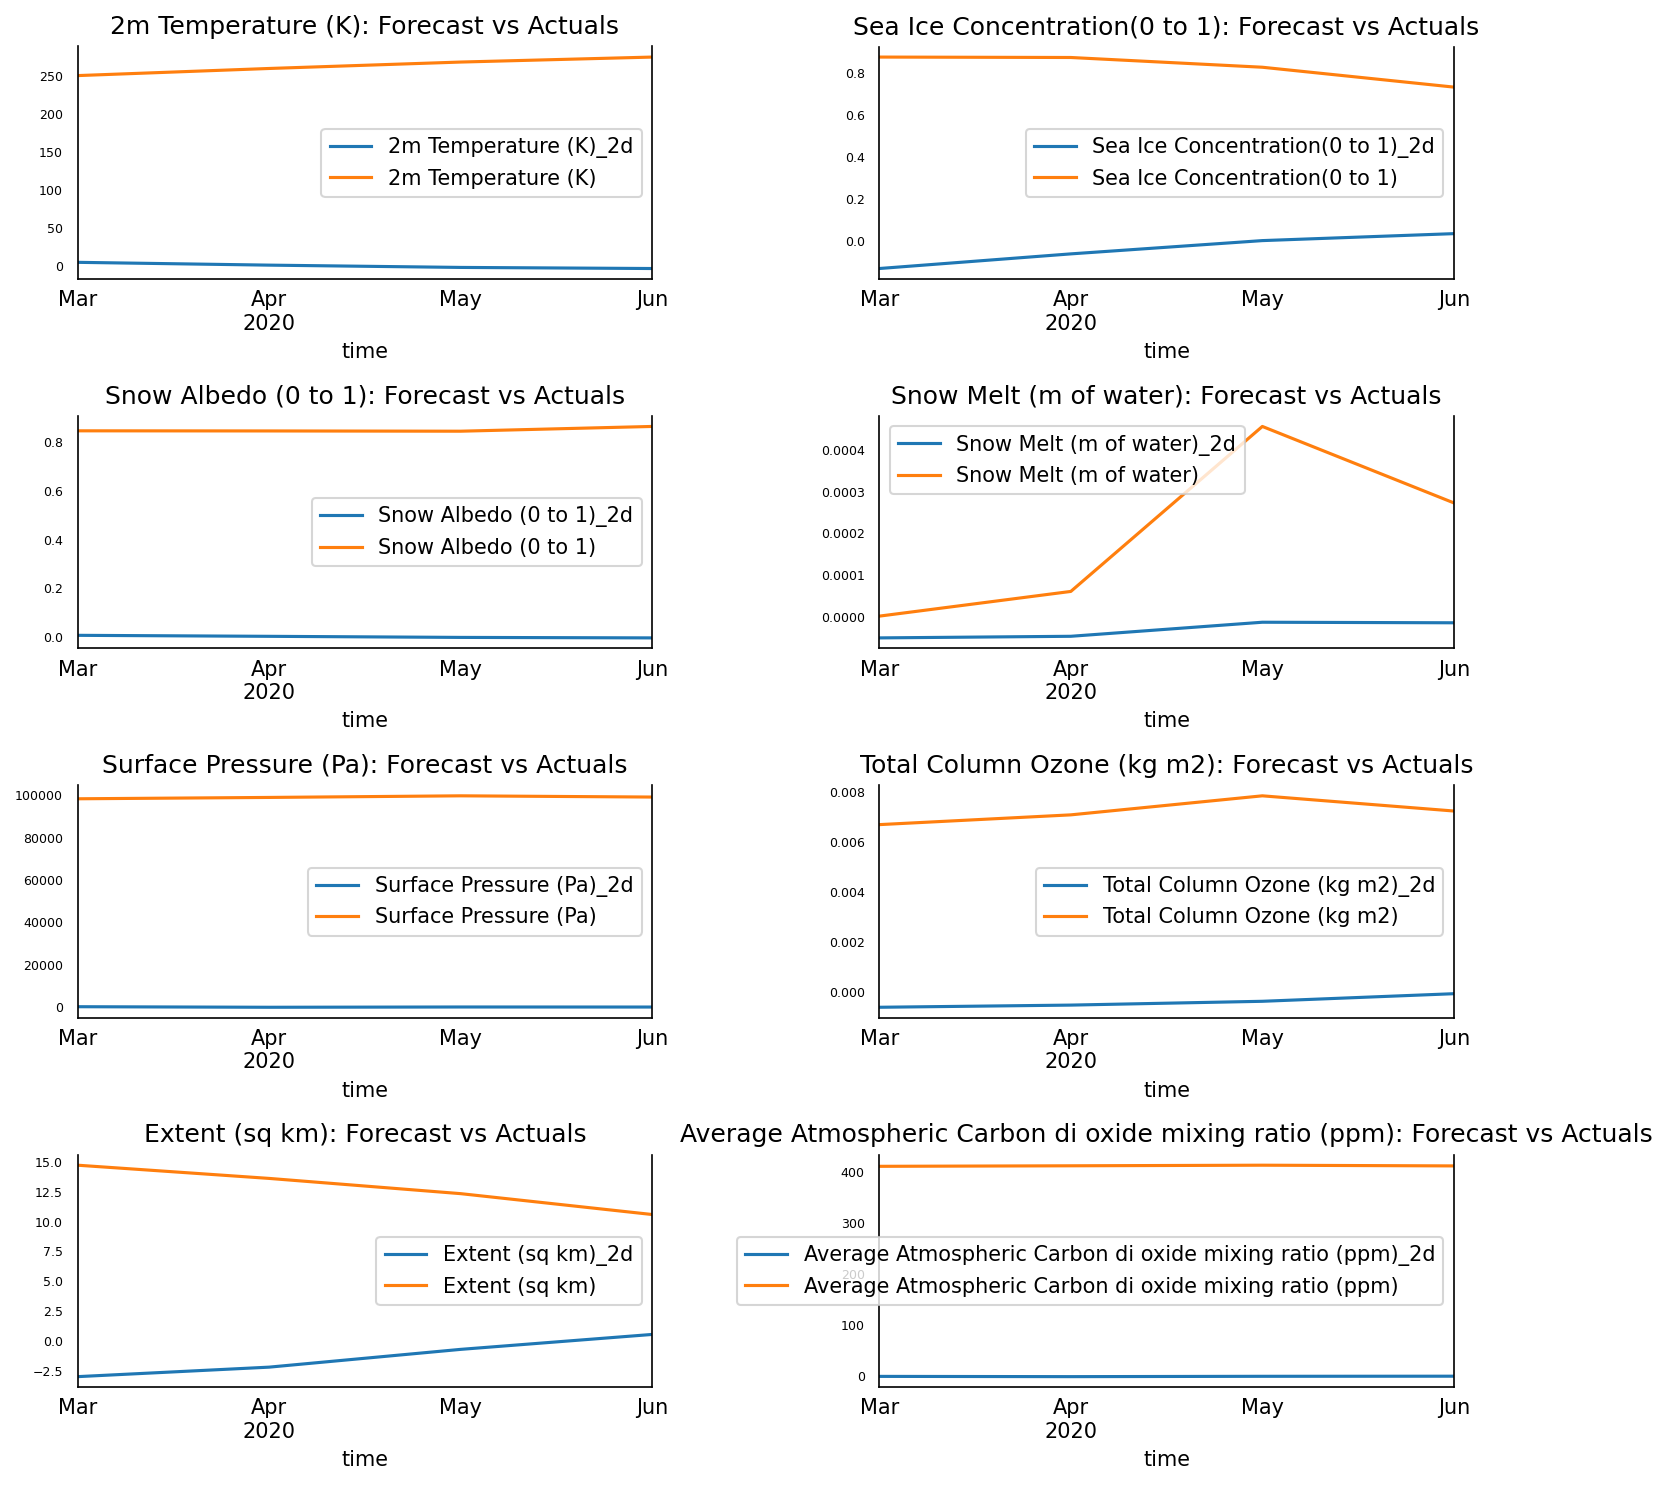 2m Temperature (K): Forecast vs Actuals
250
200
150
100
50
0
2m Temperature (K)_2d
2m Temperature (K)
Mar
Apr
May
Jun
2020
time
Sea Ice Concentration(0 to 1): Forecast vs Actuals
0.8
0.6
0.4
0.2
0.0
Sea Ice Concentration(0 to 1)_2d
Sea Ice Concentration(0 to 1)
Mar
Apr
May
Jun
2020
time
Snow Albedo (0 to 1): Forecast vs Actuals
0.8
0.6
0.4
0.2
0.0
Snow Albedo (0 to 1)_2d
Snow Albedo (0 to 1)
Mar
Apr
May
Jun
2020
time
Snow Melt (m of water): Forecast vs Actuals
0.0004
0.0003
0.0002
0.0001
0.0000
Snow Melt (m of water)_2d
Snow Melt (m of water)
Mar
Apr
May
Jun
2020
time
Surface Pressure (Pa): Forecast vs Actuals
100000
80000
60000
40000
20000
0
Surface Pressure (Pa)_2d
Surface Pressure (Pa)
Mar
Apr
May
Jun
2020
time
Total Column Ozone (kg m2): Forecast vs Actuals
0.008
0.006
0.004
0.002
0.000
Total Column Ozone (kg m2)_2d
Total Column Ozone (kg m2)
Mar
Apr
May
Jun
2020
time
Extent (sq km): Forecast vs Actuals
15.0
12.5
10.0
7.5
5.0
2.5
0.0
−2.5
Extent (sq km)_2d
Extent (sq km)
Mar
Apr
May
Jun
2020
time
Average Atmospheric Carbon di oxide mixing ratio (ppm): Forecast vs Actuals
400
300
200
100
0
Average Atmospheric Carbon di oxide mixing ratio (ppm)_2d
Average Atmospheric Carbon di oxide mixing ratio (ppm)
Mar
Apr
May
Jun
2020
time